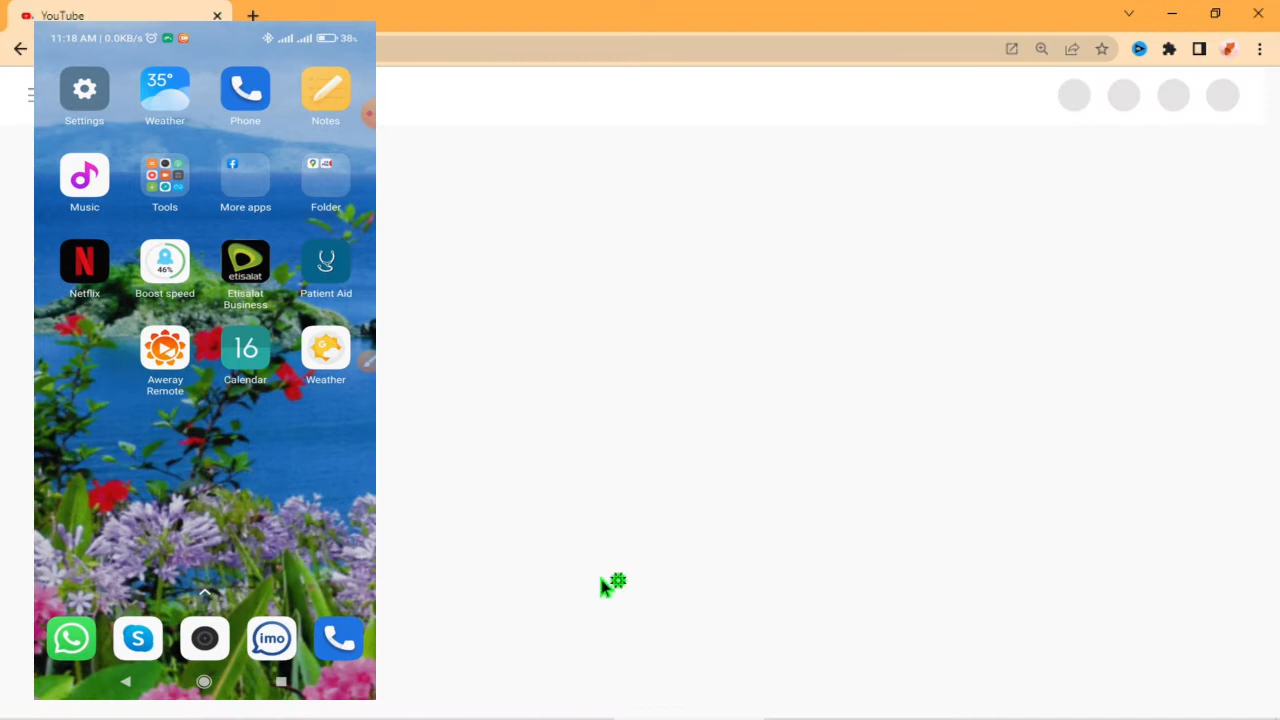 YouTube
11:18 AM | 0.0KB/s
38%
35°
Settings
Weather
Phone
Notes
Music
Tools
More apps
Folder
46%
etisalat
Netflix
Boost speed
Etisalat
Business
Patient Aid
16
Aweray
Remote
Calendar
Weather
imo